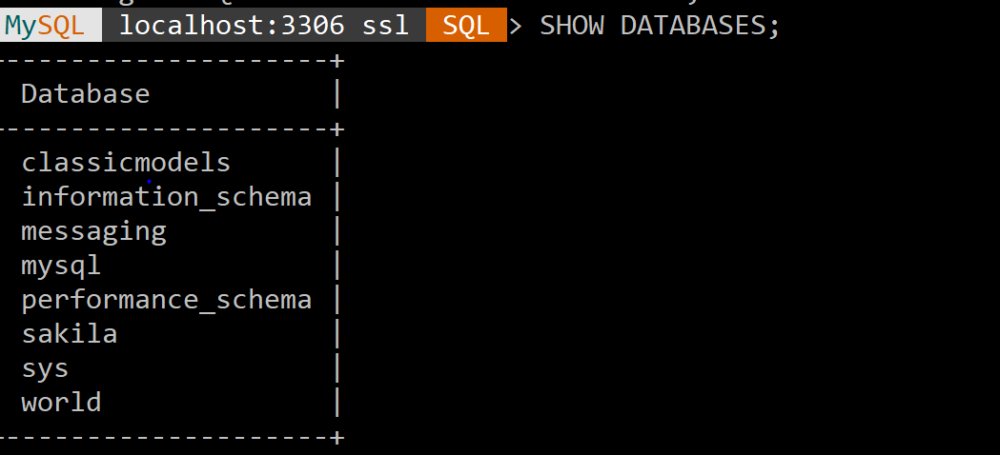 MySQL localhost:3306 ssl SQL > SHOW DATABASES;
---------------------+
Database |
---------------------+
classicmodels |
information_schema |
messaging |
mysql |
performance_schema |
sakila |
sys |
world |
---------------------+